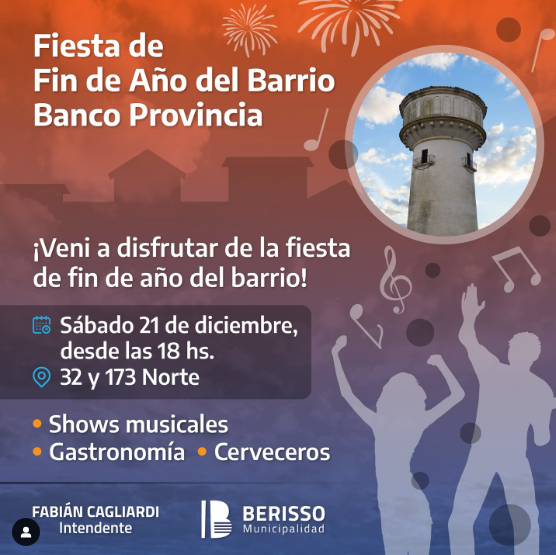 Fiesta de
Fin de Año del Barrio
Banco Provincia
¡Veni a disfrutar de la fiesta
de fin de año del barrio!
Sábado 21 de diciembre,
desde las 18 hs.
32 y 173 Norte
• Shows musicales
• Gastronomía • Cerveceros
FABIÁN CAGLIARDI
Intendente
BERISSO
Municipalidad